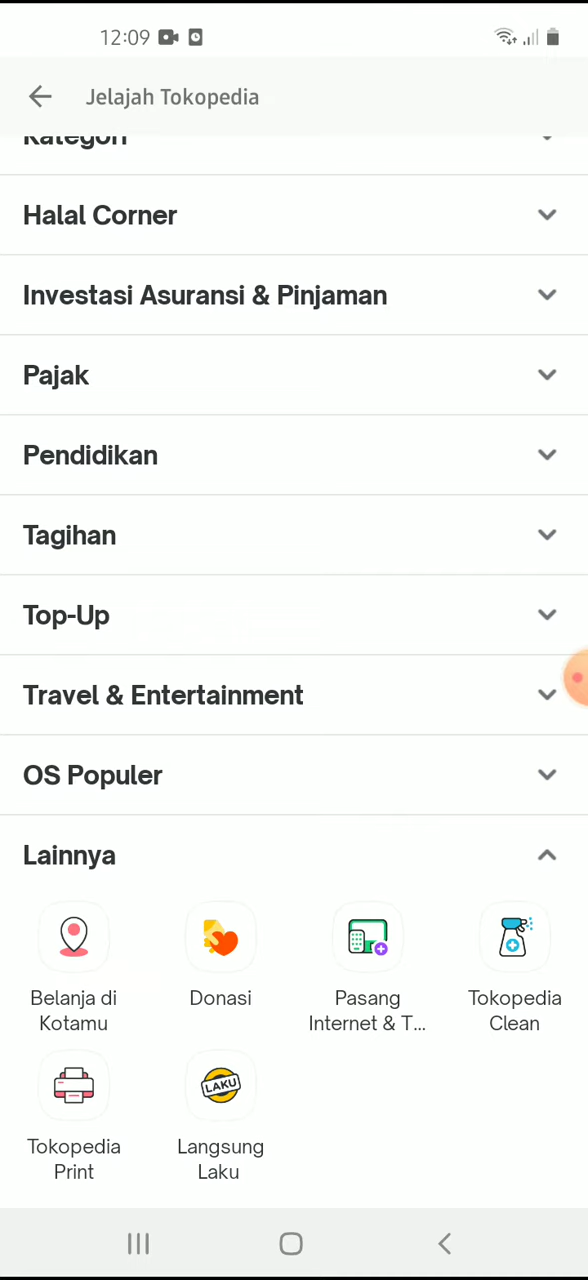 12:09
Jelajah Tokopedia
Kategori
Halal Corner
Investasi Asuransi & Pinjaman
Pajak
Pendidikan
Tagihan
Top-Up
Travel & Entertainment
OS Populer
Lainnya
Belanja di
Kotamu
Donasi
Pasang
Internet & T...
Tokopedia
Clean
LAKU
Tokopedia
Print
Langsung
Laku